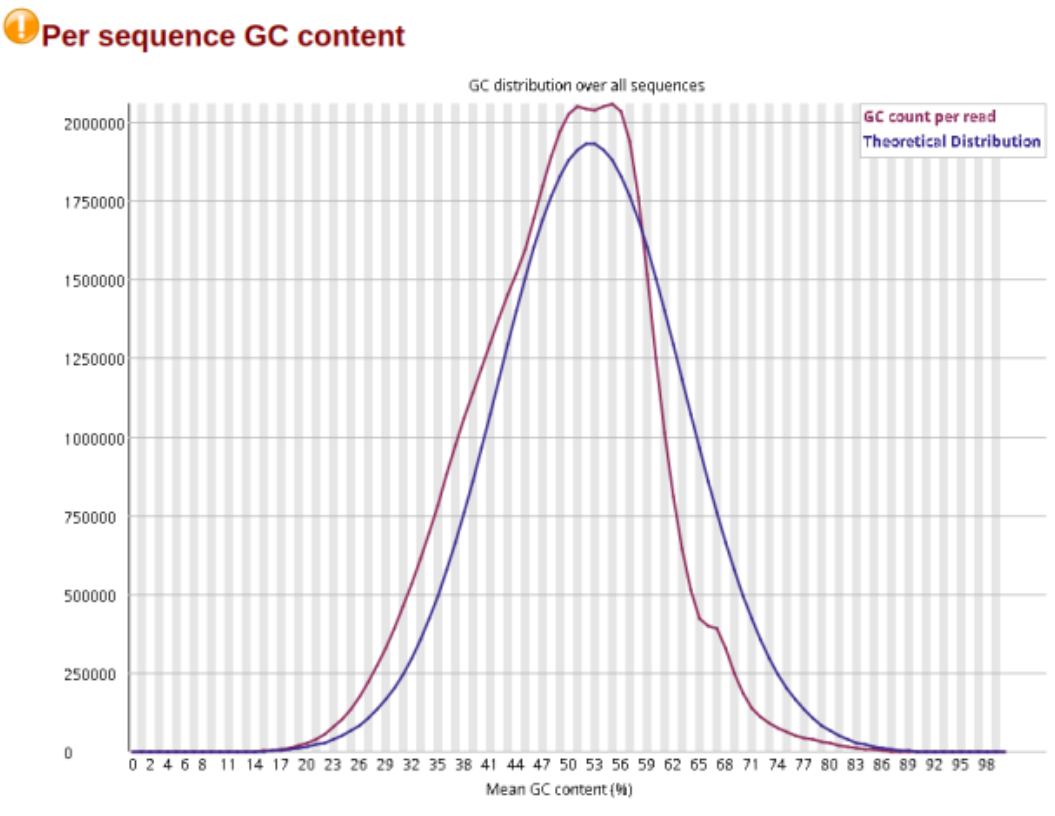 Per sequence GC content
GC distribution over all sequences
GC count per read
Theoretical Distribution
2000000
1750000
1500000
1250000
1000000
750000
500000
250000
0
0 2 4 6 8 11 14 17 20 23 26 29 32 35 38 41 44 47 50 53 56 59 62 65 68 71 74 77 80 83 86 89 92 95 98
Mean GC content (%)